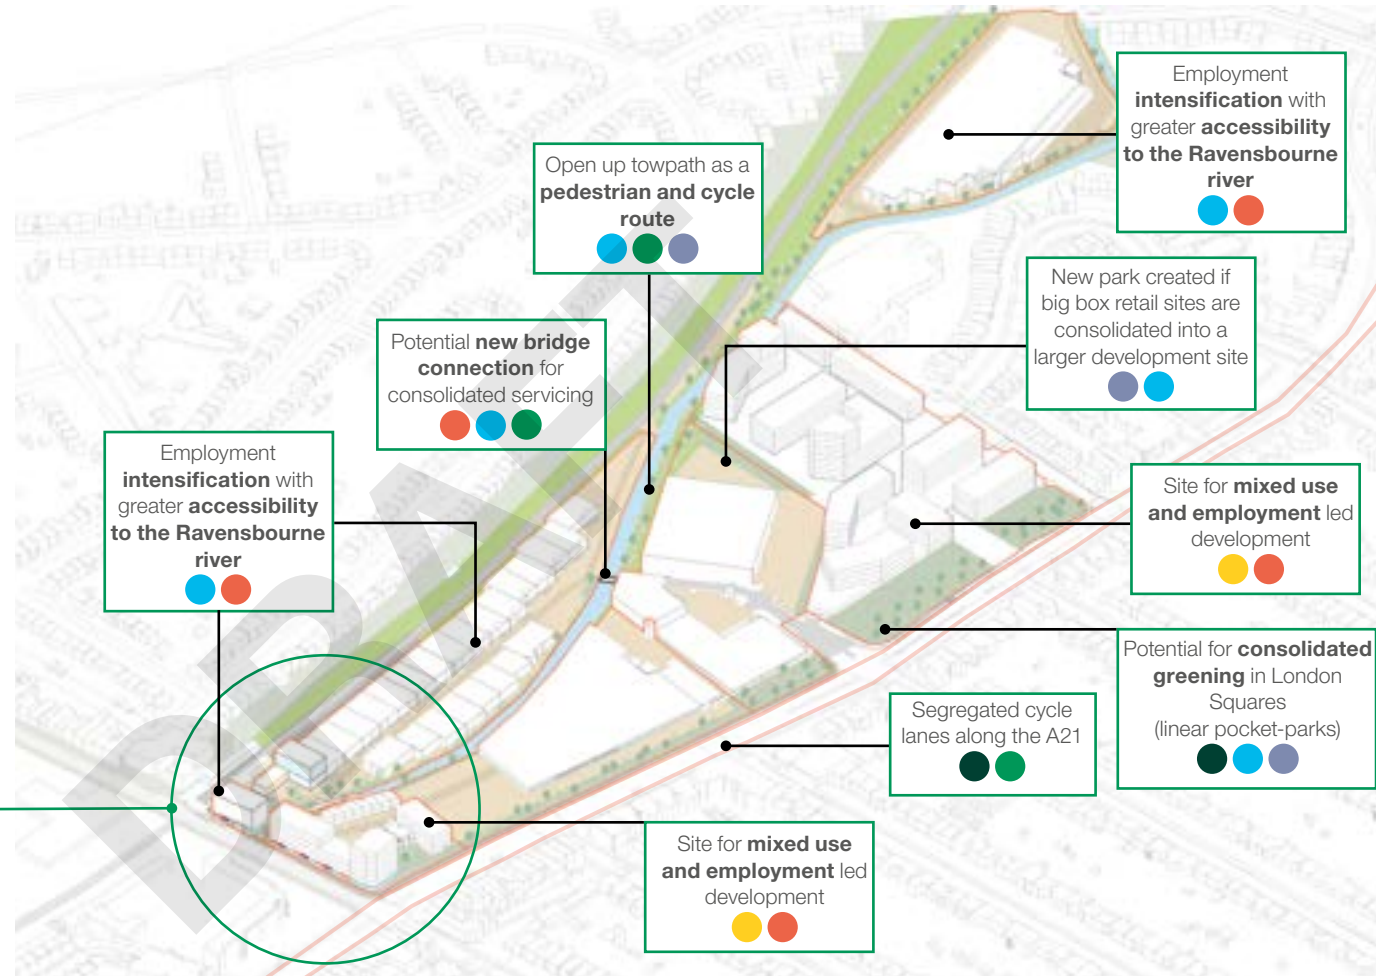 Employment
intensification with
greater accessibility
to the Ravensbourne
river
Open up towpath as a
pedestrian and cycle
route
New park created if
big box retail sites are
consolidated into a
larger development site
Potential new bridge
connection for
consolidated servicing
Employment
intensification with
greater accessibility
to the Ravensbourne
river
Site for mixed use
and employment led
development
Potential for consolidated
greening in London
Squares
(linear pocket-parks)
Segregated cycle
lanes along the A21
Site for mixed use
and employment led
development
DRAFT